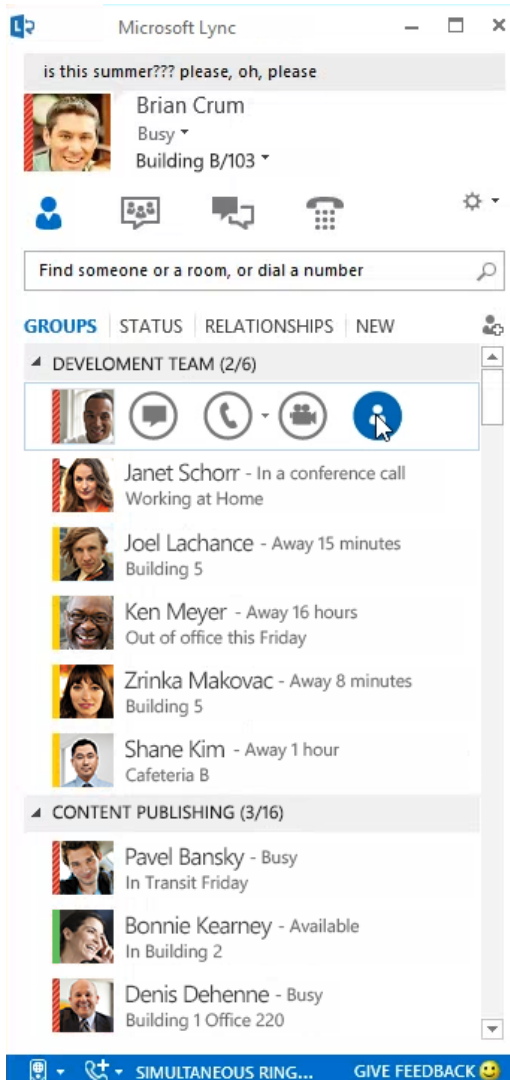 Microsoft Lync
is this summer??? please, oh, please
Brian Crum
Busy
Building B/103
Find someone or a room, or dial a number
GROUPS STATUS RELATIONSHIPS NEW
DEVELOMENT TEAM (2/6)
Janet Schorr - In a conference call
Working at Home
Joel Lachance - Away 15 minutes
Building 5
Ken Meyer - Away 16 hours
Out of office this Friday
Zrinka Makovac - Away 8 minutes
Building 5
Shane Kim - Away 1 hour
Cafeteria B
CONTENT PUBLISHING (3/16)
Pavel Bansky - Busy
In Transit Friday
Bonnie Kearney - Available
In Building 2
Denis Dehenne - Busy
Building 1 Office 220
SIMULTANEOUS RING... GIVE FEEDBACK